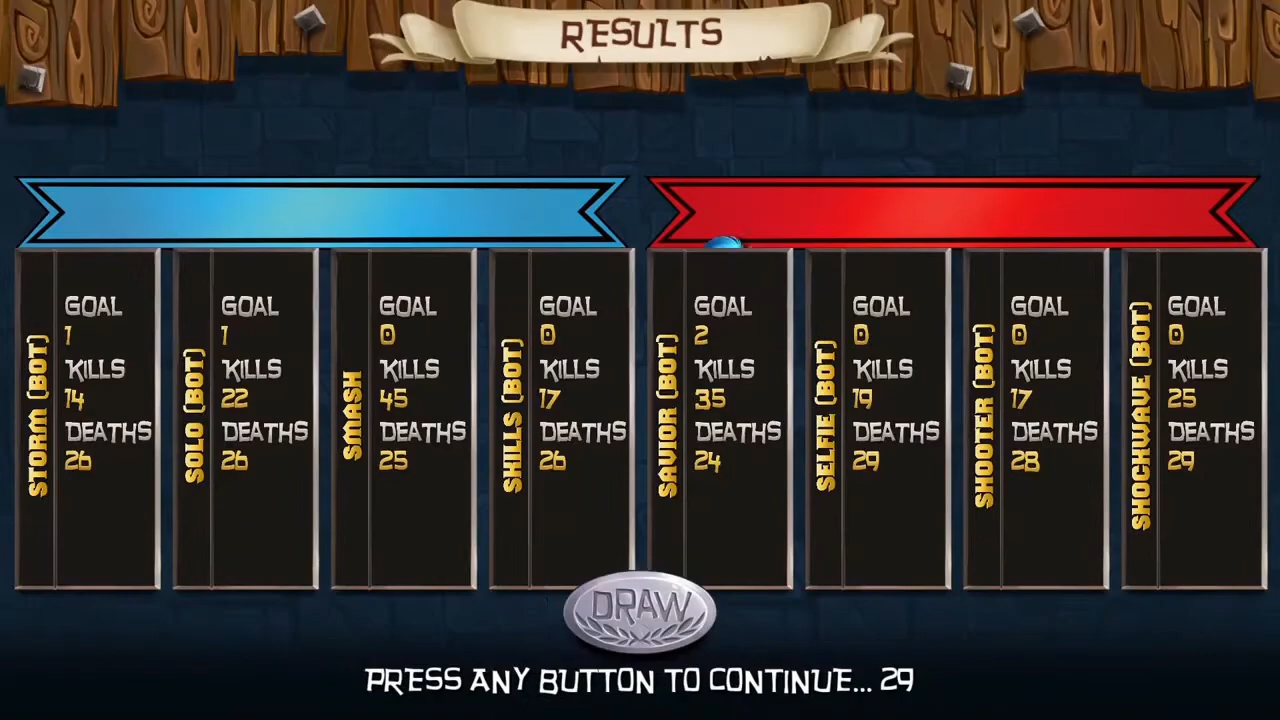 RESULTS
STORM (BOT)
GOAL
1
KILLS
14
DEATHS
26
SOLO (BOT)
GOAL
1
KILLS
22
DEATHS
26
SMASH
GOAL
0
KILLS
45
DEATHS
25
SKILLS (BOT)
GOAL
0
KILLS
17
DEATHS
26
SAVIOR (BOT)
GOAL
2
KILLS
35
DEATHS
24
SELFIE (BOT)
GOAL
0
KILLS
19
DEATHS
29
SHOOTER (BOT)
GOAL
0
KILLS
17
DEATHS
28
SHOCKWAVE (BOT)
GOAL
0
KILLS
25
DEATHS
29
DRAW
PRESS ANY BUTTON TO CONTINUE... 29